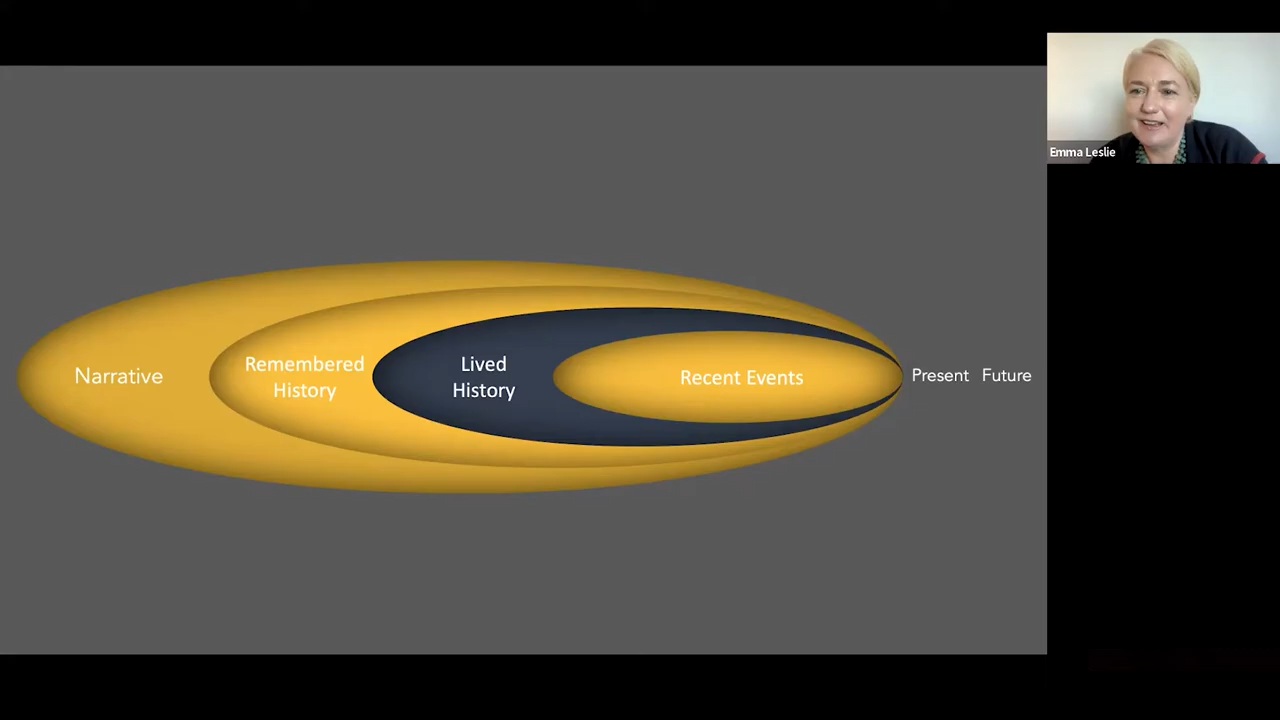 Emma Leslie
Narrative
Remembered
History
Lived
History
Recent Events
Present Future